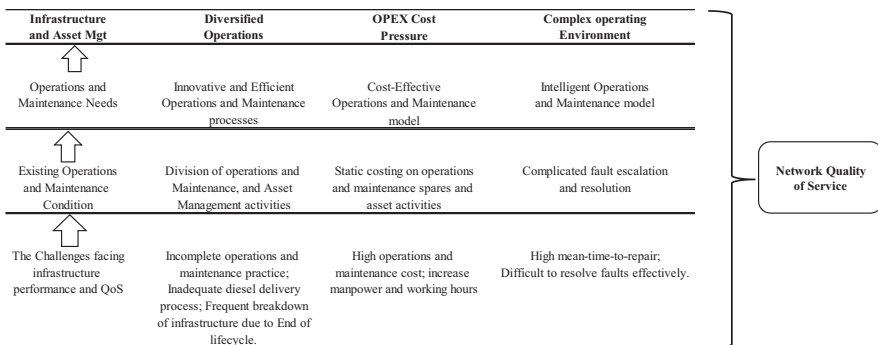 Infrastructure
and Asset Mgt
Diversified
Operations
OPEX Cost
Pressure
Complex operating
Environment
Operations and
Maintenance Needs
Innovative and Efficient
Operations and Maintenance
processes
Cost-Effective
Operations and Maintenance
model
Intelligent Operations
and Maintenance model
Existing Operations
and Maintenance
Condition
Division of operations and
Maintenance, and Asset
Management activities
Static costing on operations
and maintenance spares and
asset activities
Complicated fault escalation
and resolution
The Challenges facing
infrastructure
performance and QoS
Incomplete operations and
maintenance practice;
Inadequate diesel delivery
process; Frequent breakdown
of infrastructure due to End of
lifecycle.
High operations and
maintenance cost; increase
manpower and working hours
High mean-time-to-repair;
Difficult to resolve faults effectively.
Network Quality
of Service